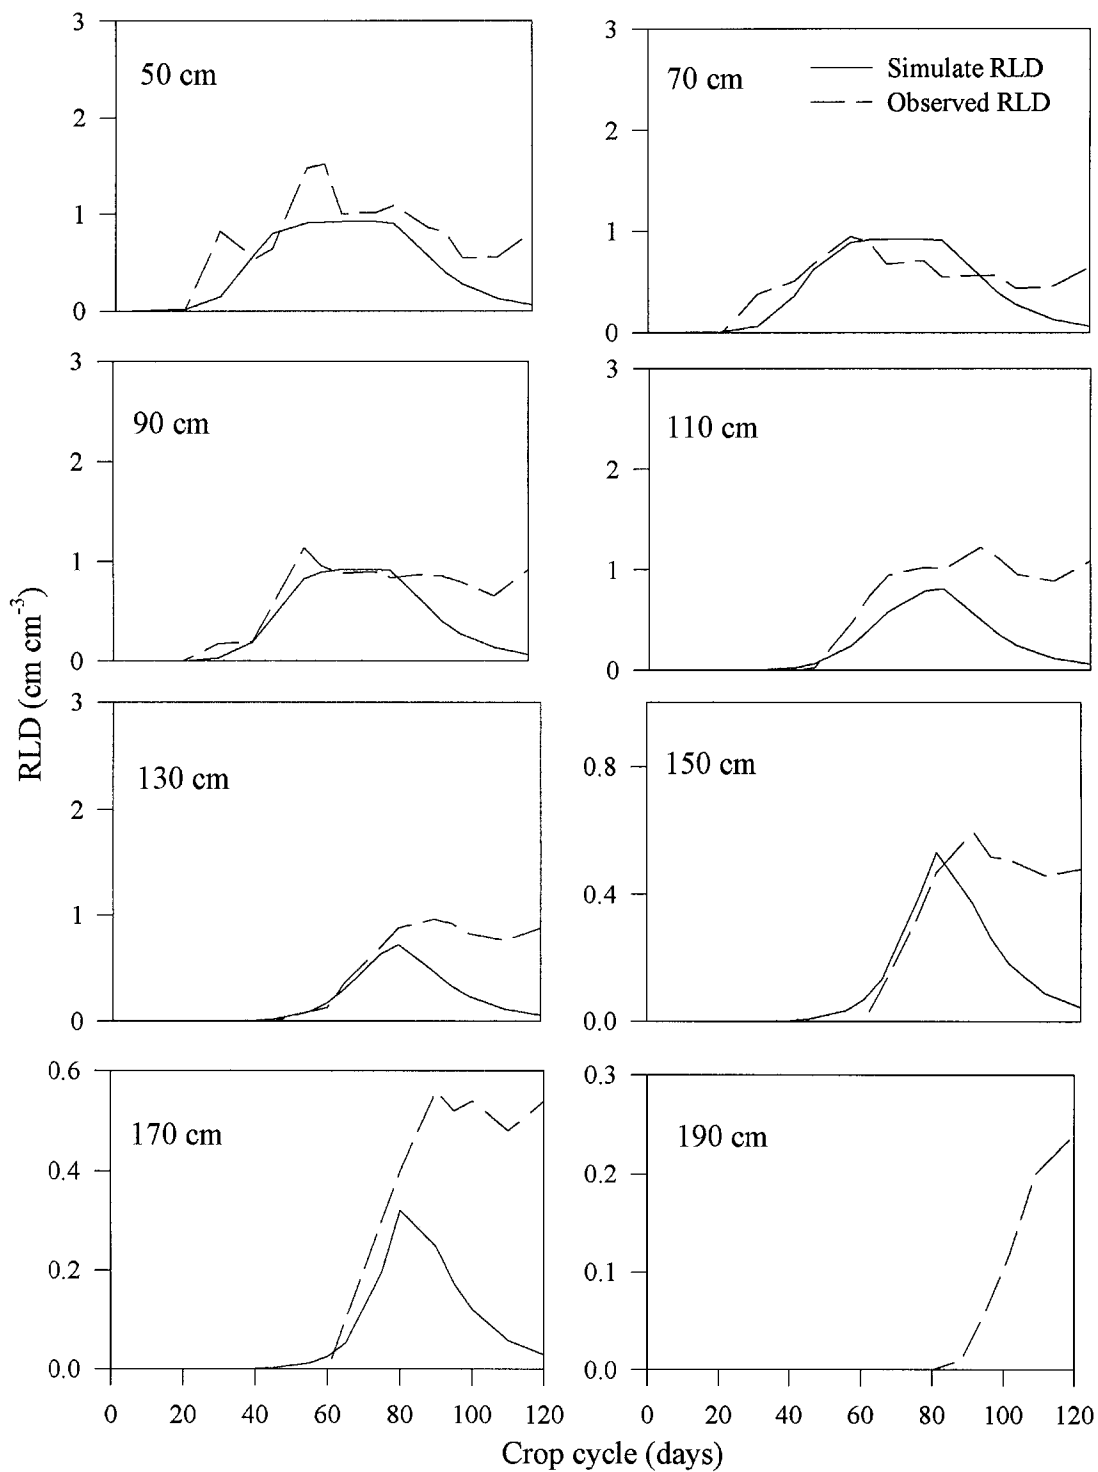 3
50 cm
2
1
0
3
70 cm
Simulate RLD
Observed RLD
2
1
0
3
90 cm
2
1
0
3
110 cm
2
1
0
RLD (cm cm⁻³)
3
130 cm
2
1
0
150 cm
0.8
0.4
0.0
0.6
170 cm
0.4
0.2
0.0
0 20 40 60 80 100 120
0.3
190 cm
0.2
0.1
0.0
0 20 40 60 80 100 120
Crop cycle (days)